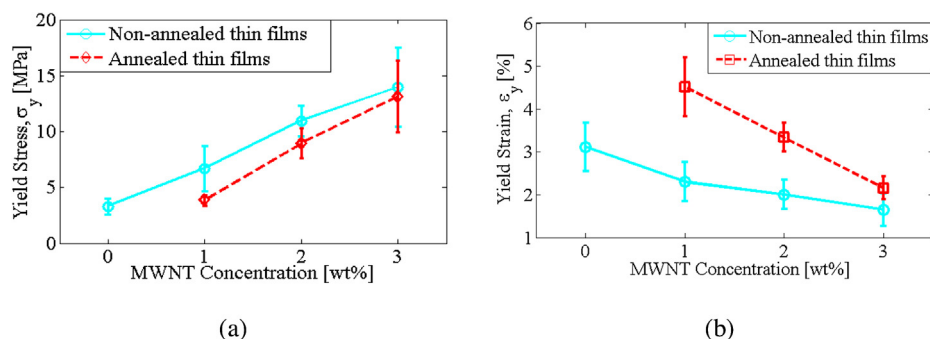 Yield Stress, σ_y [MPa]
20
15
10
5
0
Non-annealed thin films
Annealed thin films
0 1 2 3
MWNT Concentration [wt%]
(a)
Yield Strain, ε_y [%]
6
5
4
3
2
1
Non-annealed thin films
Annealed thin films
0 1 2 3
MWNT Concentration [wt%]
(b)